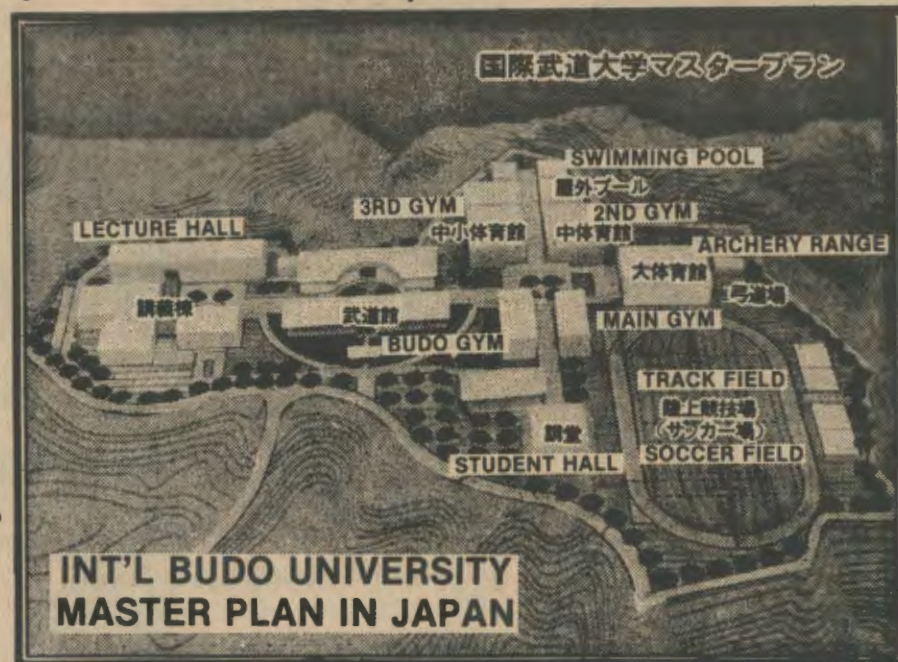 国際武道大学マスタープラン
SWIMMING POOL
屋外プール
3RD GYM
2ND GYM
中小体育館
中体育館
LECTURE HALL
ARCHERY RANGE
大体育館
弓道場
講義棟
武道館
BUDO GYM
MAIN GYM
TRACK FIELD
陸上競技場
(サッカー場)
SOCCER FIELD
講堂
STUDENT HALL
INT'L BUDO UNIVERSITY
MASTER PLAN IN JAPAN